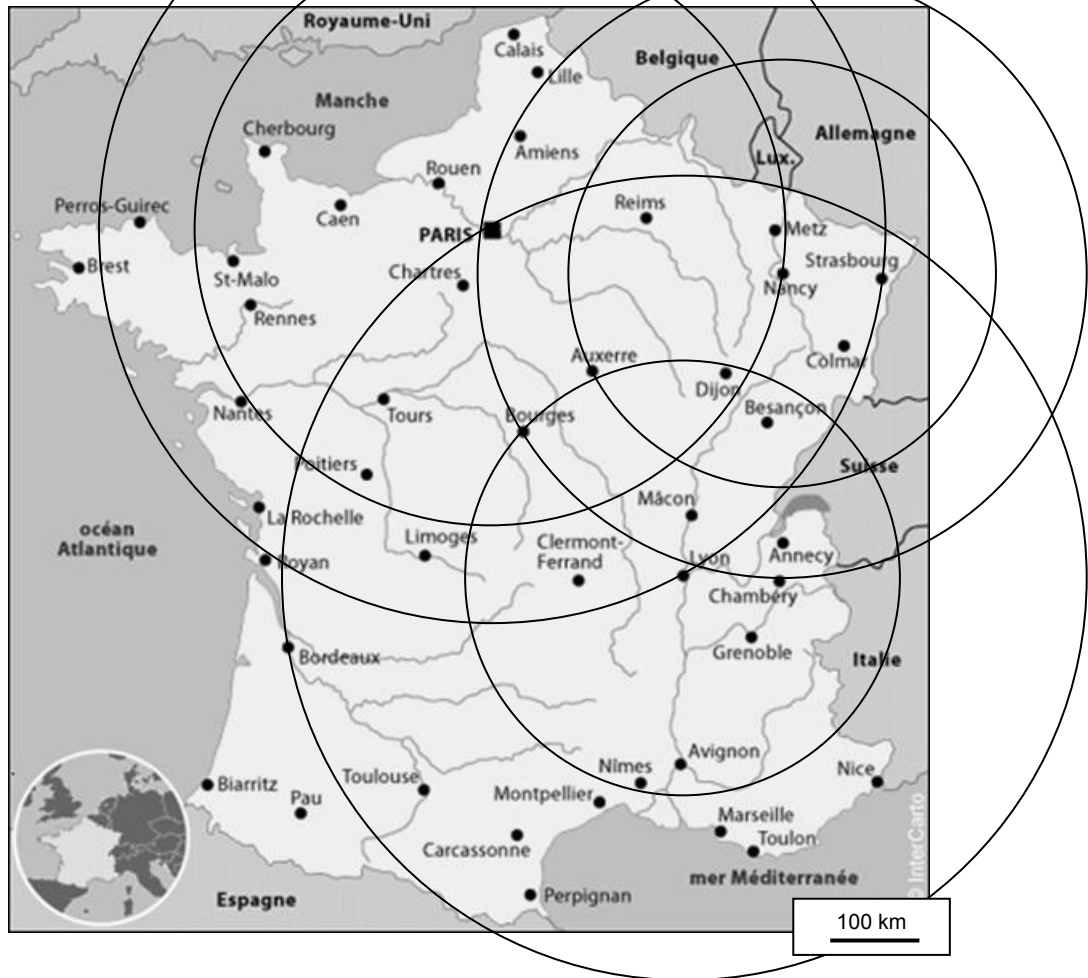 Royaume-Uni
Calais
Belgique
Lille
Manche
Cherbourg
Allemagne
Amiens
Lux.
Rouen
Perros-Guirec
Reims
Caen
PARIS
Metz
Brest
St-Malo
Chartres
Strasbourg
Nancy
Rennes
Auxerre
Colmar
Dijon
Nantes
Tours
Bourges
Besançon
Poitiers
Suisse
Mâcon
La Rochelle
océan
Atlantique
Limoges
Clermont-
Ferrand
Annecy
Royan
Lyon
Chambéry
Grenoble
Bordeaux
Italie
Avignon
Nîmes
Nice
Biarritz
Toulouse
Montpellier
Pau
Marseille
Toulon
Carcassonne
mer Méditerranée
Perpignan
Espagne
© InterCarto
100 km